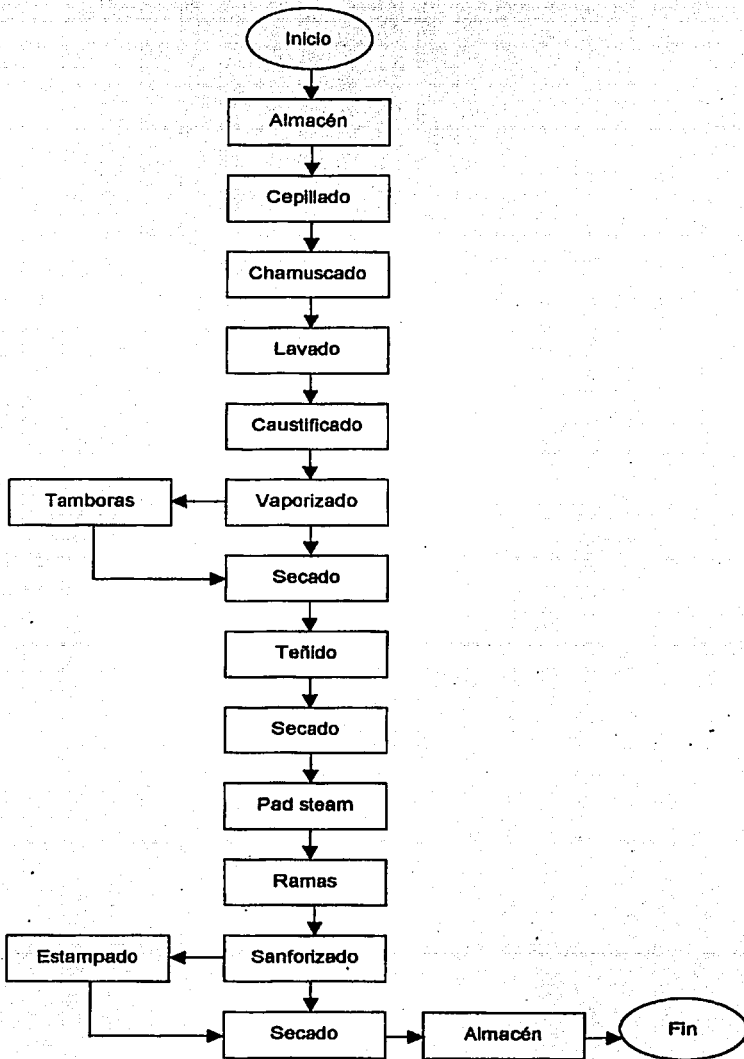 Inicio
Almacén
Cepillado
Chamuscado
Lavado
Caustificado
Tamboras
Vaporizado
Secado
Teñido
Secado
Pad steam
Ramas
Estampado
Sanforizado
Secado
Almacén
Fin